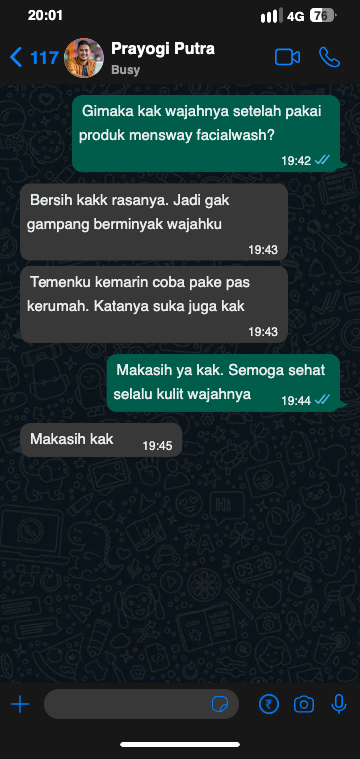 20:01
4G 76
117 Prayogi Putra
Busy
Gimaka kak wajahnya setelah pakai
produk mensway facialwash?
19:42
Bersih kakk rasanya. Jadi gak
gampang berminyak wajahku
19:43
Temenku kemarin coba pake pas
kerumah. Katanya suka juga kak
19:43
Makasih ya kak. Semoga sehat
selalu kulit wajahnya
19:44
Makasih kak
19:45